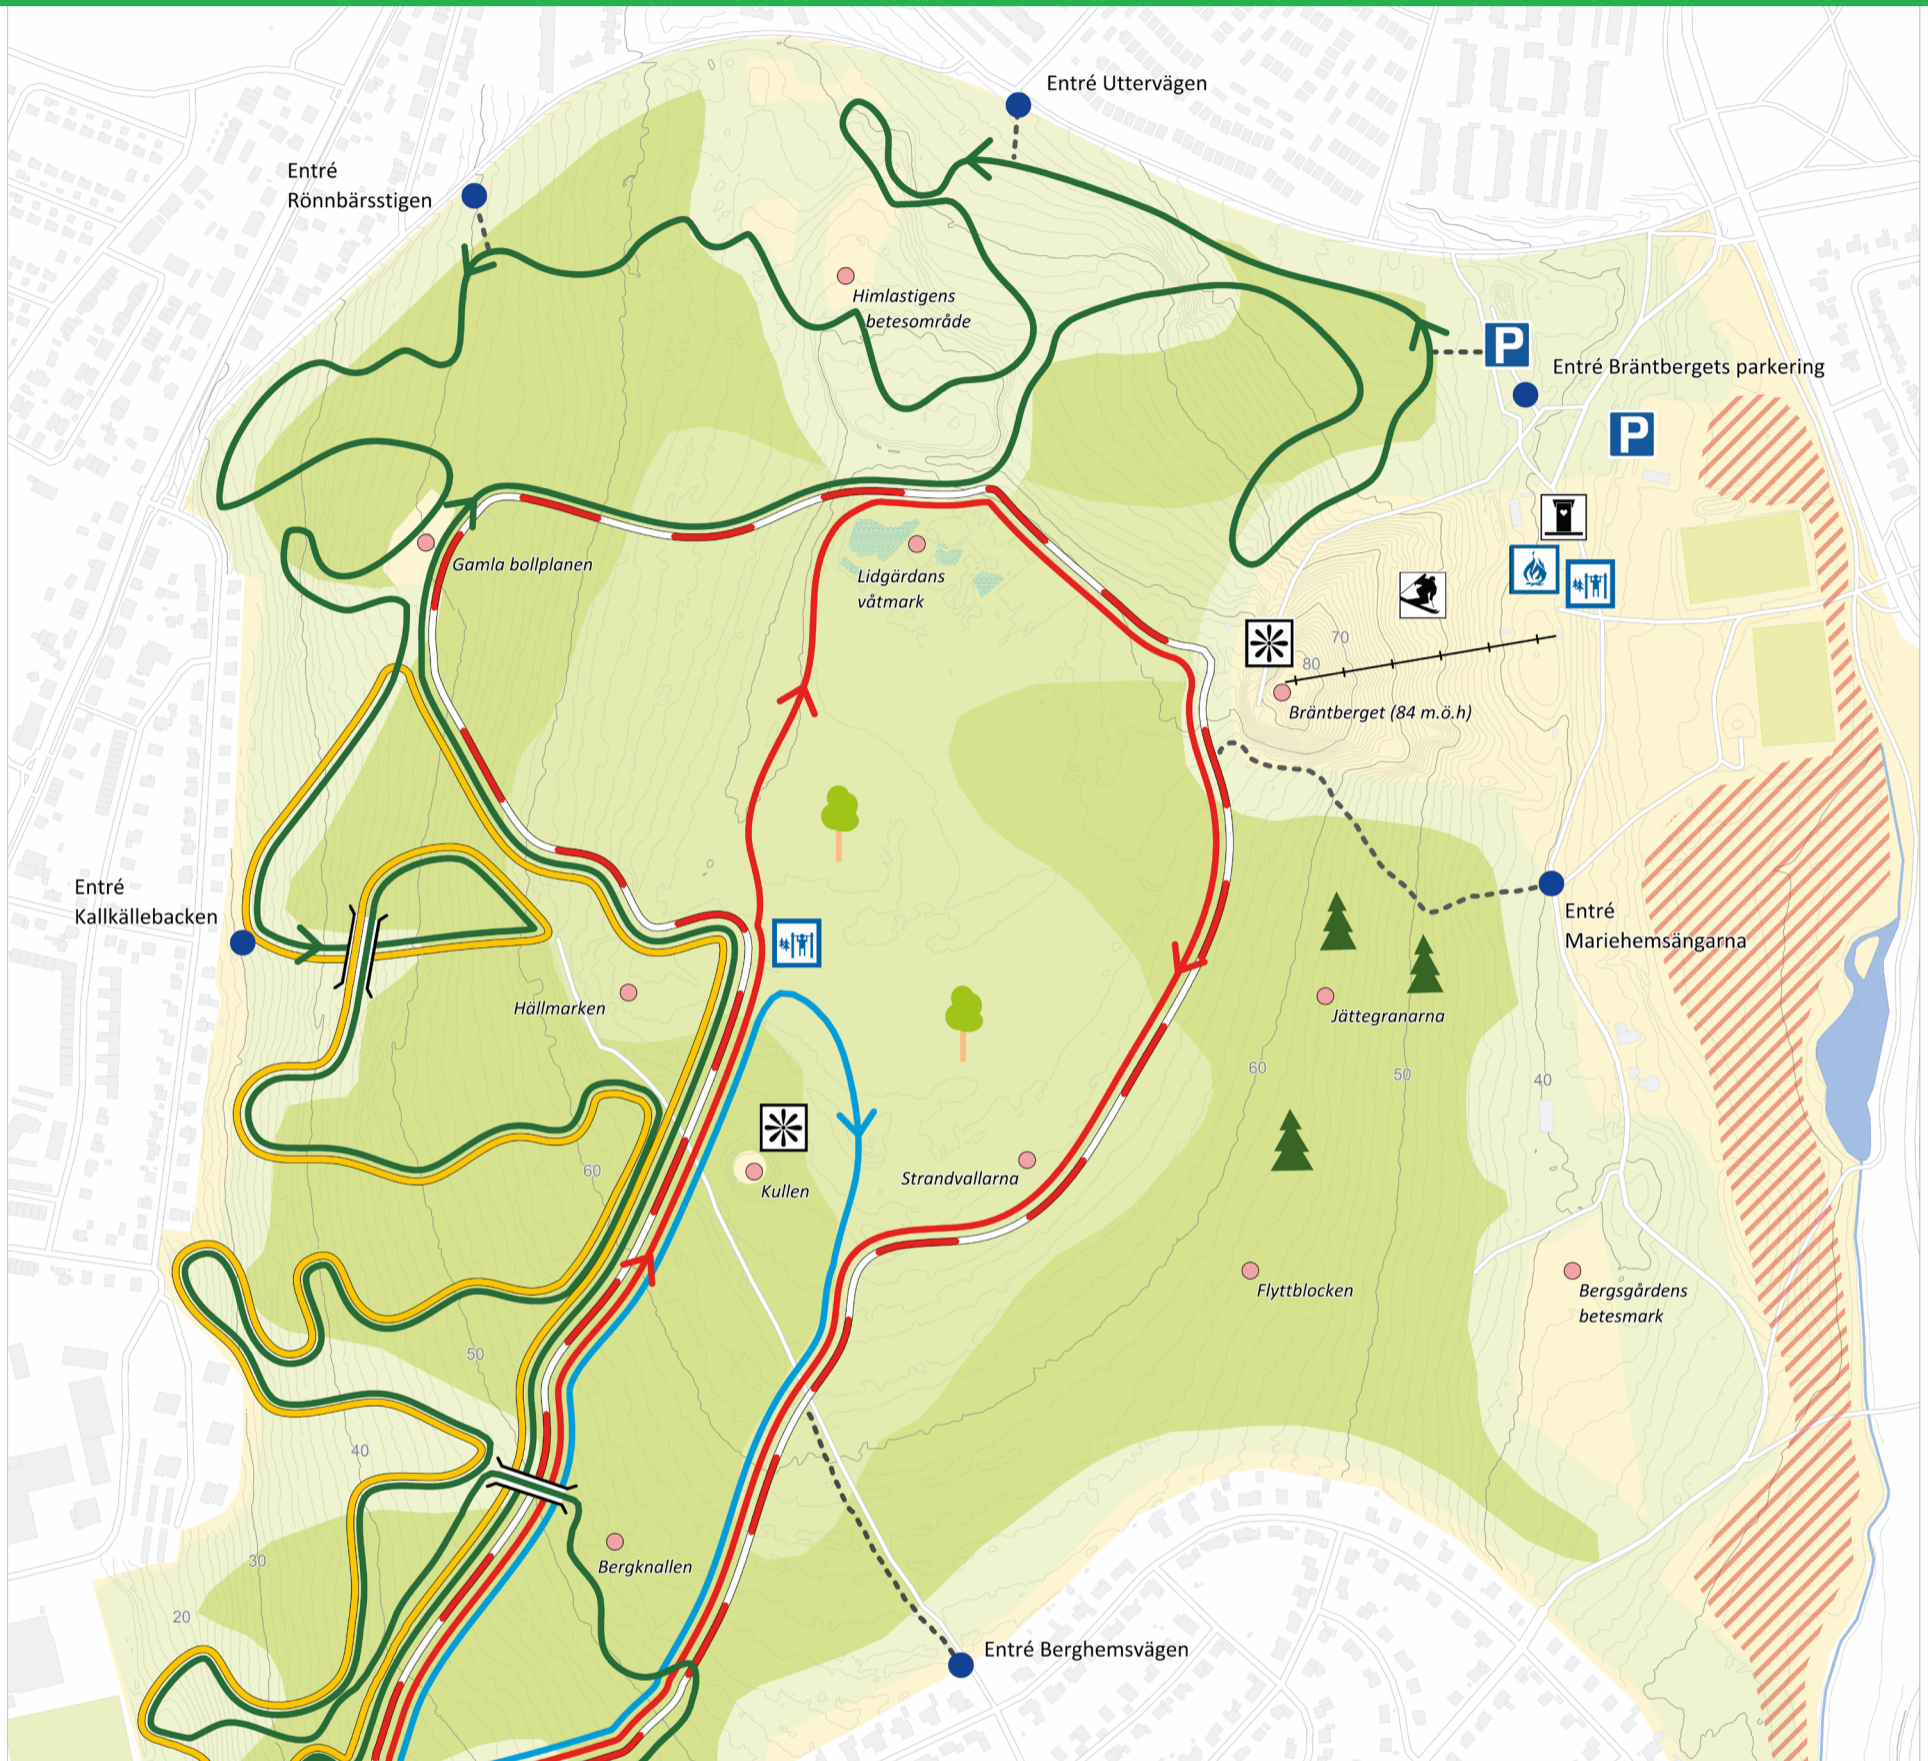 Entré Uttervägen
Entré
Rönnbärsstigen
Himlastigens
betesområde
P
Entré Bräntbergets parkering
P
Gamla bollplanen
Lidgärdans
våtmark
70
80
Bräntberget (84 m.ö.h)
Entré
Kallkällebacken
Entré
Mariehemsängarna
Hällmarken
Jättegranarna
60
50
40
60
Kullen
Strandvallarna
Flyttblocken
Bergsgårdens
betesmark
50
40
30
Bergknallen
20
Entré Berghemsvägen